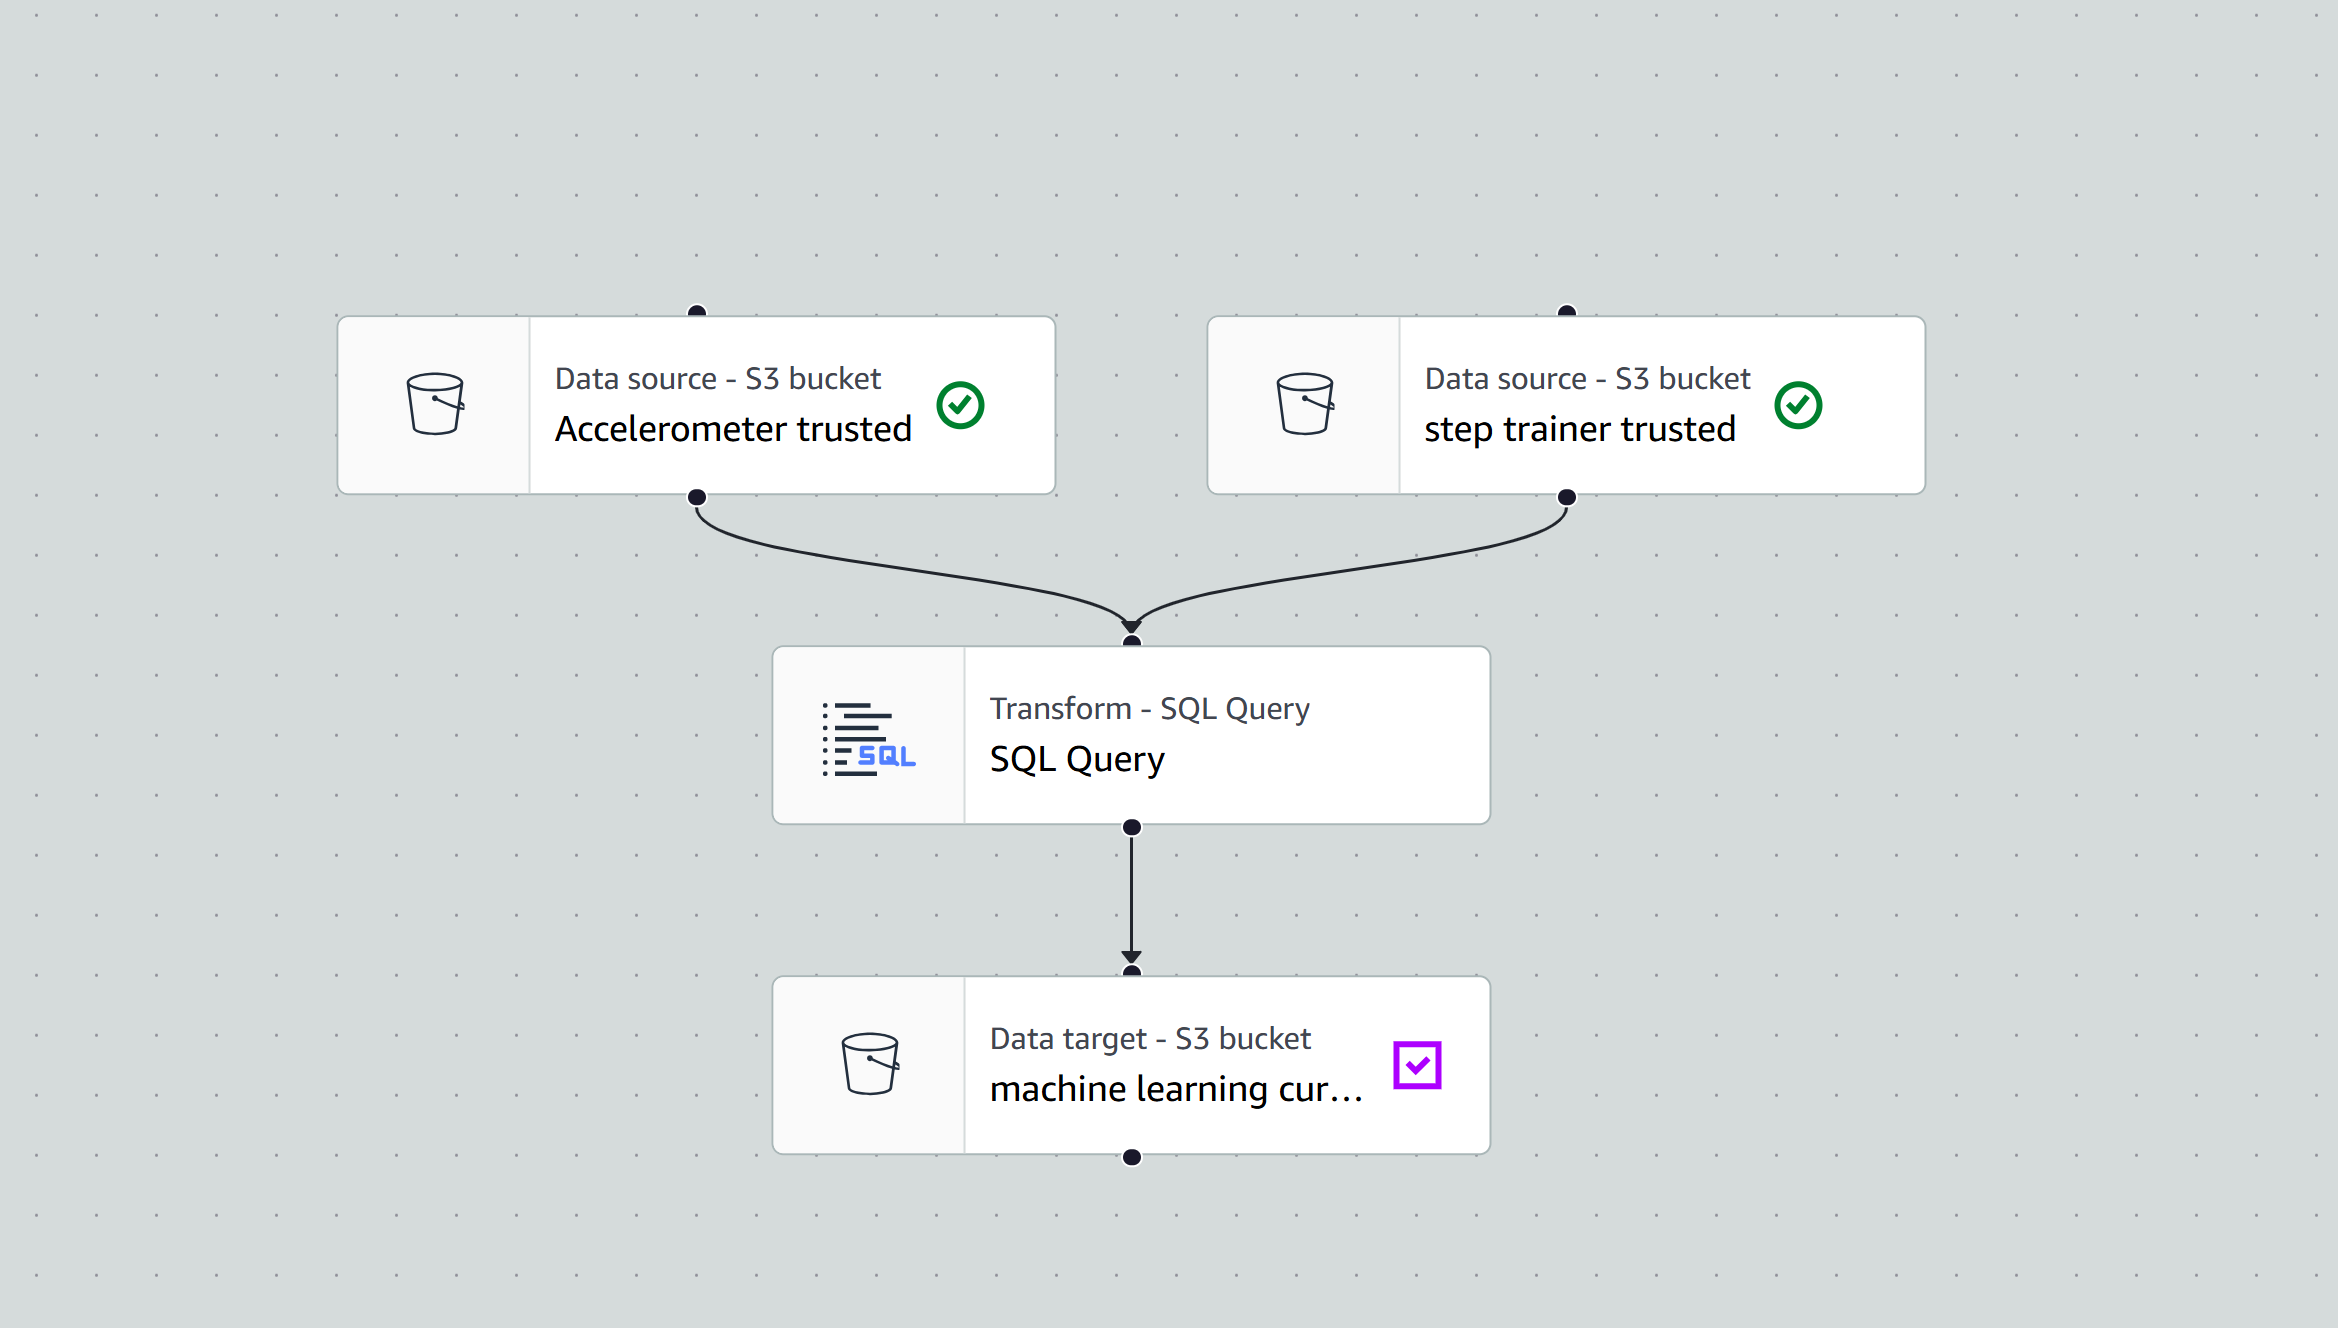 Data source - S3 bucket
Accelerometer trusted
Data source - S3 bucket
step trainer trusted
Transform - SQL Query
SQL Query
SQL
Data target - S3 bucket
machine learning cur...